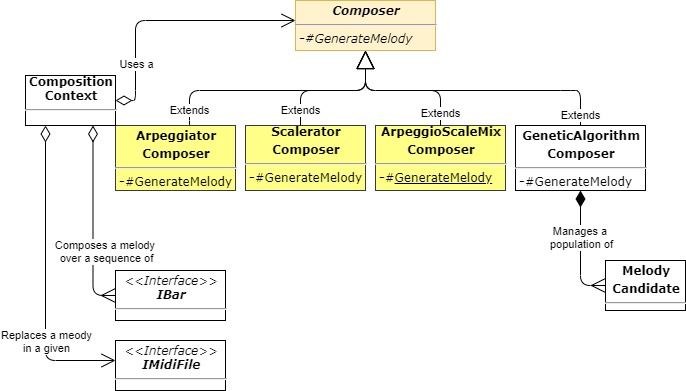 Composer
-#GenerateMelody
Uses a
Composition
Context
Extends
Extends
Extends
Extends
Arpeggiator
Composer
-#GenerateMelody
Scalerator
Composer
-#GenerateMelody
ArpeggioScaleMix
Composer
-#GenerateMelody
GeneticAlgorithm
Composer
-#GenerateMelody
Composes a melody
over a sequence of
Manages a
population of
<<Interface>>
IBar
Melody
Candidate
Replaces a meody
in a given
<<Interface>>
IMidiFile